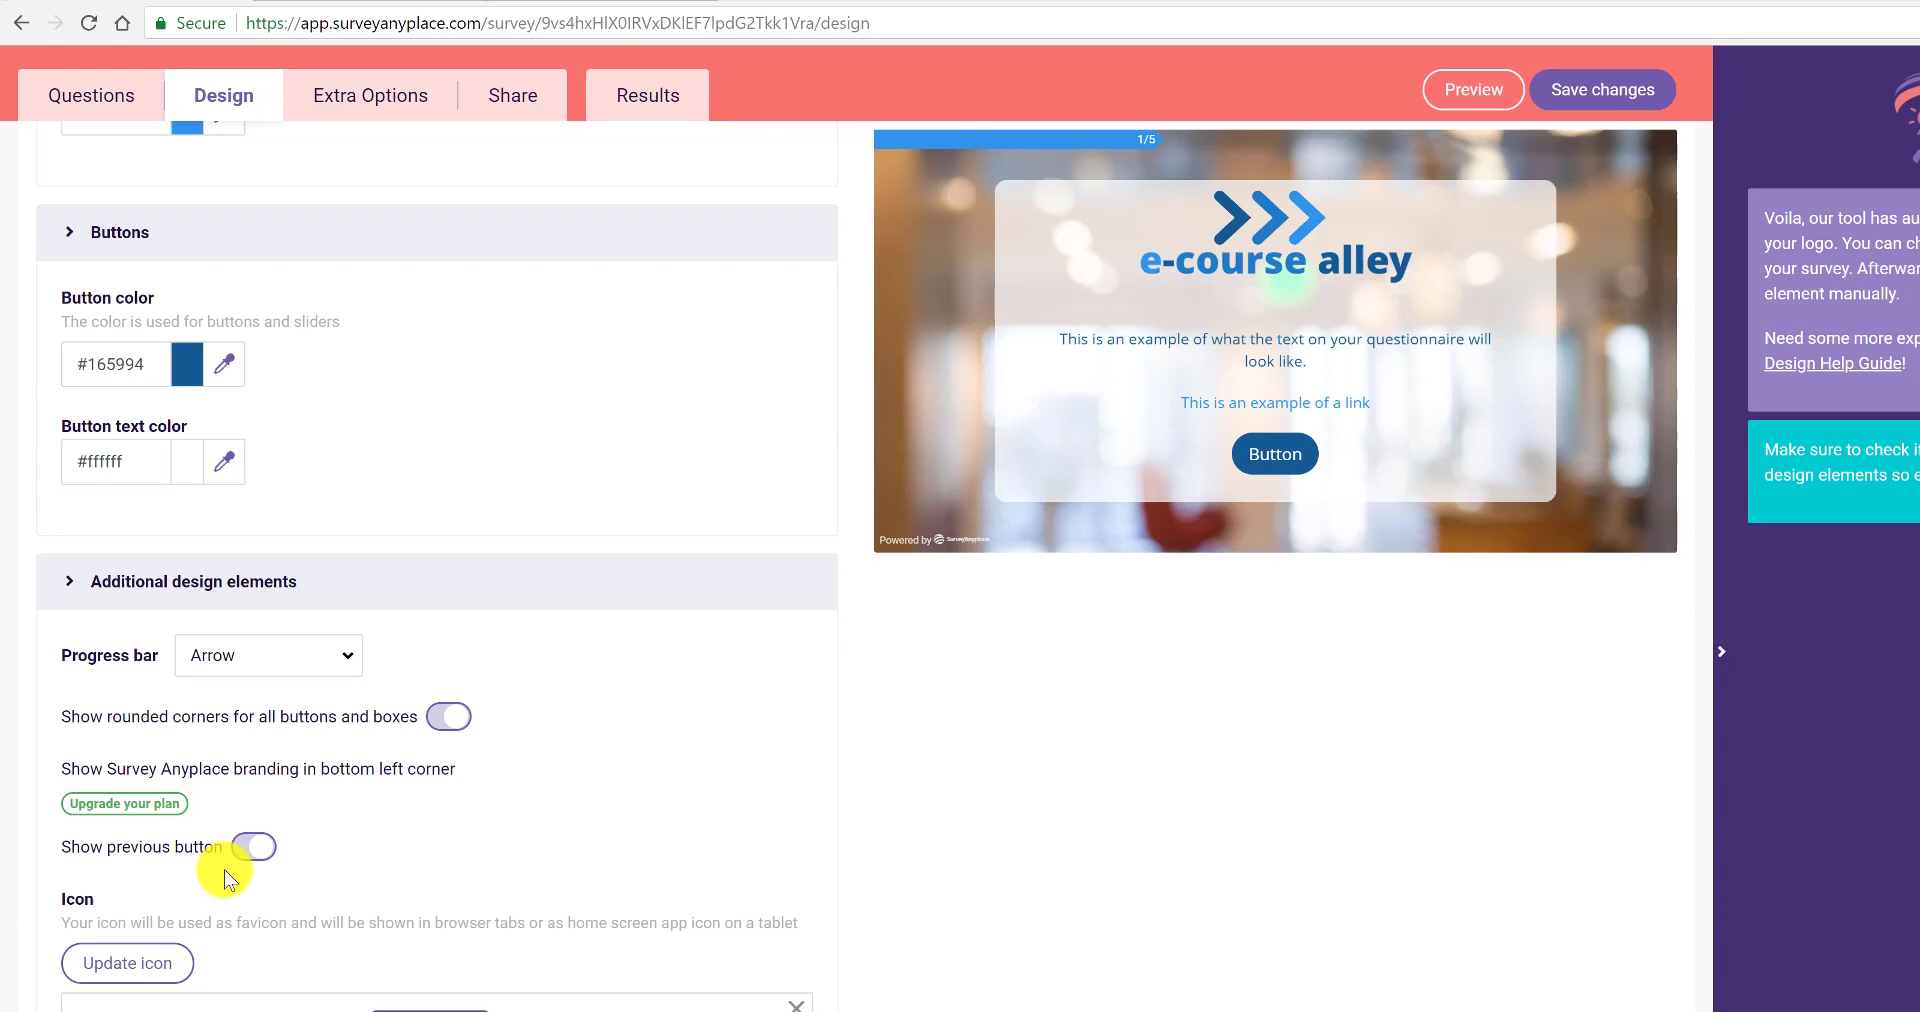 Secure https://app.surveyanyplace.com/survey/9vs4hxHlX0IRVxDKlEF7lpdG2Tkk1Vra/design
Questions Design Extra Options Share Results
Preview Save changes
1/5
Buttons
Button color
The color is used for buttons and sliders
#165994
Button text color
#ffffff
Additional design elements
Progress bar Arrow
Show rounded corners for all buttons and boxes
Show Survey Anyplace branding in bottom left corner
Upgrade your plan
Show previous button
Icon
Your icon will be used as favicon and will be shown in browser tabs or as home screen app icon on a tablet
Update icon
e-course alley
This is an example of what the text on your questionnaire will
look like.
This is an example of a link
Button
Powered by SurveyAnyplace
Voila, our tool has au
your logo. You can ch
your survey. Afterwar
element manually.
Need some more exp
Design Help Guide!
Make sure to check i
design elements so e